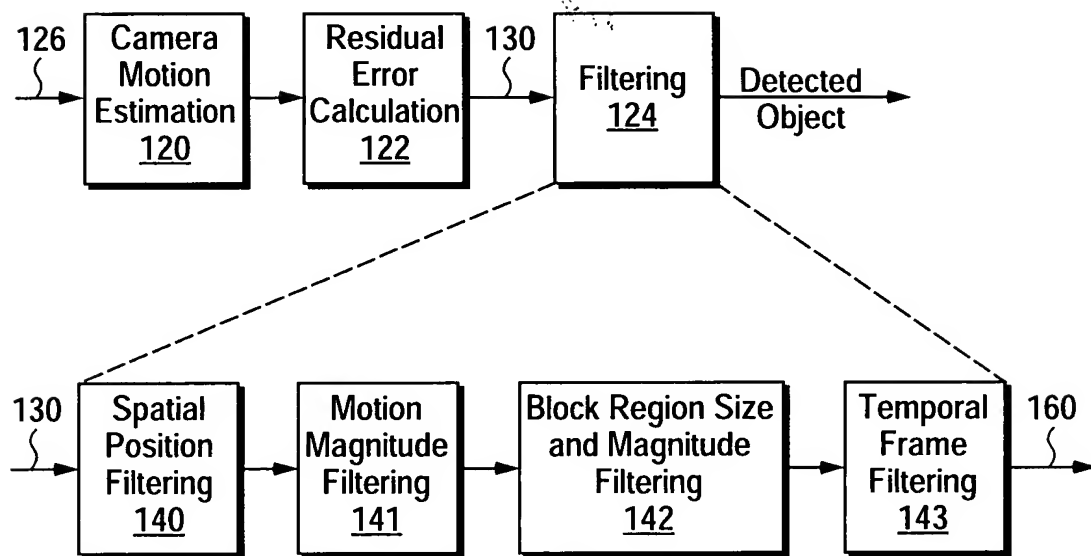 126
Camera
Motion
Estimation
120
Residual
Error
Calculation
122
130
Filtering
124
Detected
Object
130
Spatial
Position
Filtering
140
Motion
Magnitude
Filtering
141
Block Region Size
and Magnitude
Filtering
142
Temporal
Frame
Filtering
143
160